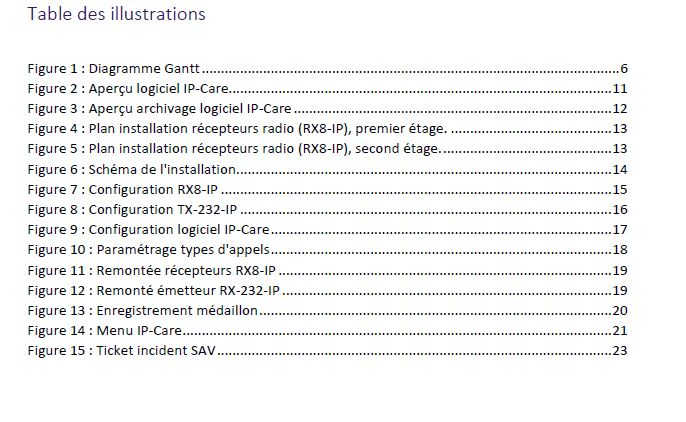 Table des illustrations
Figure 1 : Diagramme Gantt.......................................................................................................6
Figure 2 : Aperçu logiciel IP-Care...............................................................................................11
Figure 3 : Aperçu archivage logiciel IP-Care...............................................................................12
Figure 4 : Plan installation récepteurs radio (RX8-IP), premier étage. ........................................13
Figure 5 : Plan installation récepteurs radio (RX8-IP), second étage...........................................13
Figure 6 : Schéma de l'installation..............................................................................................14
Figure 7 : Configuration RX8-IP..................................................................................................15
Figure 8 : Configuration TX-232-IP.............................................................................................16
Figure 9 : Configuration logiciel IP-Care.....................................................................................17
Figure 10 : Paramétrage types d'appels.....................................................................................18
Figure 11 : Remontée récepteurs RX8-IP...................................................................................19
Figure 12 : Remonté émetteur RX-232-IP..................................................................................19
Figure 13 : Enregistrement médaillon........................................................................................20
Figure 14 : Menu IP-Care...........................................................................................................21
Figure 15 : Ticket incident SAV...................................................................................................23